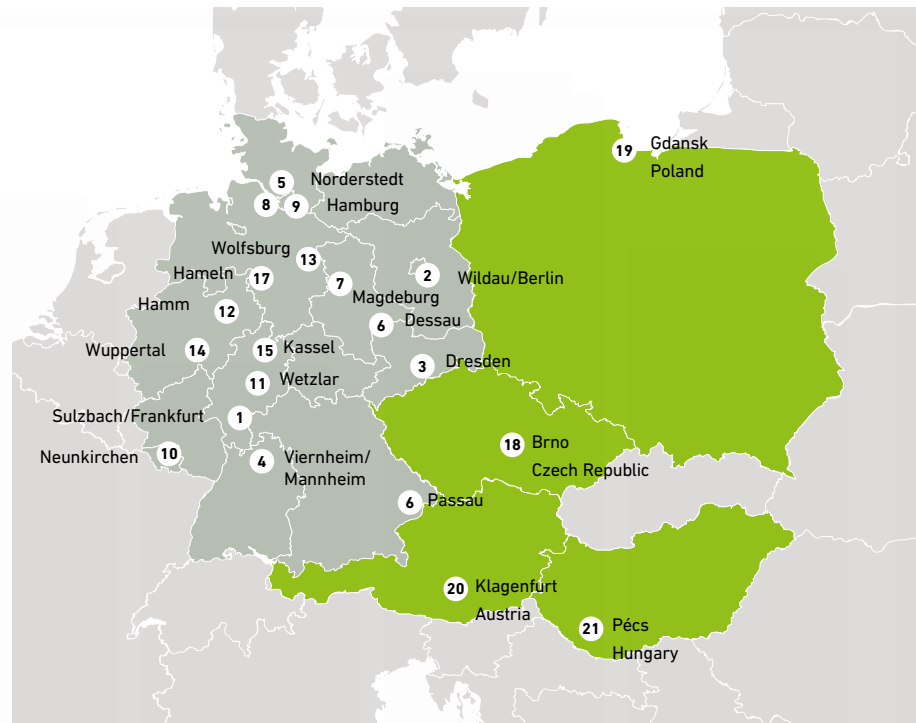 19 Gdansk
Poland
5 Norderstedt
8 9 Hamburg
Wolfsburg 13
Hameln 17
7 Magdeburg
2 Wildau/Berlin
Hamm 12
6 Dessau
Wuppertal 14
15 Kassel
3 Dresden
11 Wetzlar
Sulzbach/Frankfurt 1
Neunkirchen 10
4 Viernheim/
Mannheim
18 Brno
Czech Republic
6 Passau
20 Klagenfurt
Austria
21 Pécs
Hungary